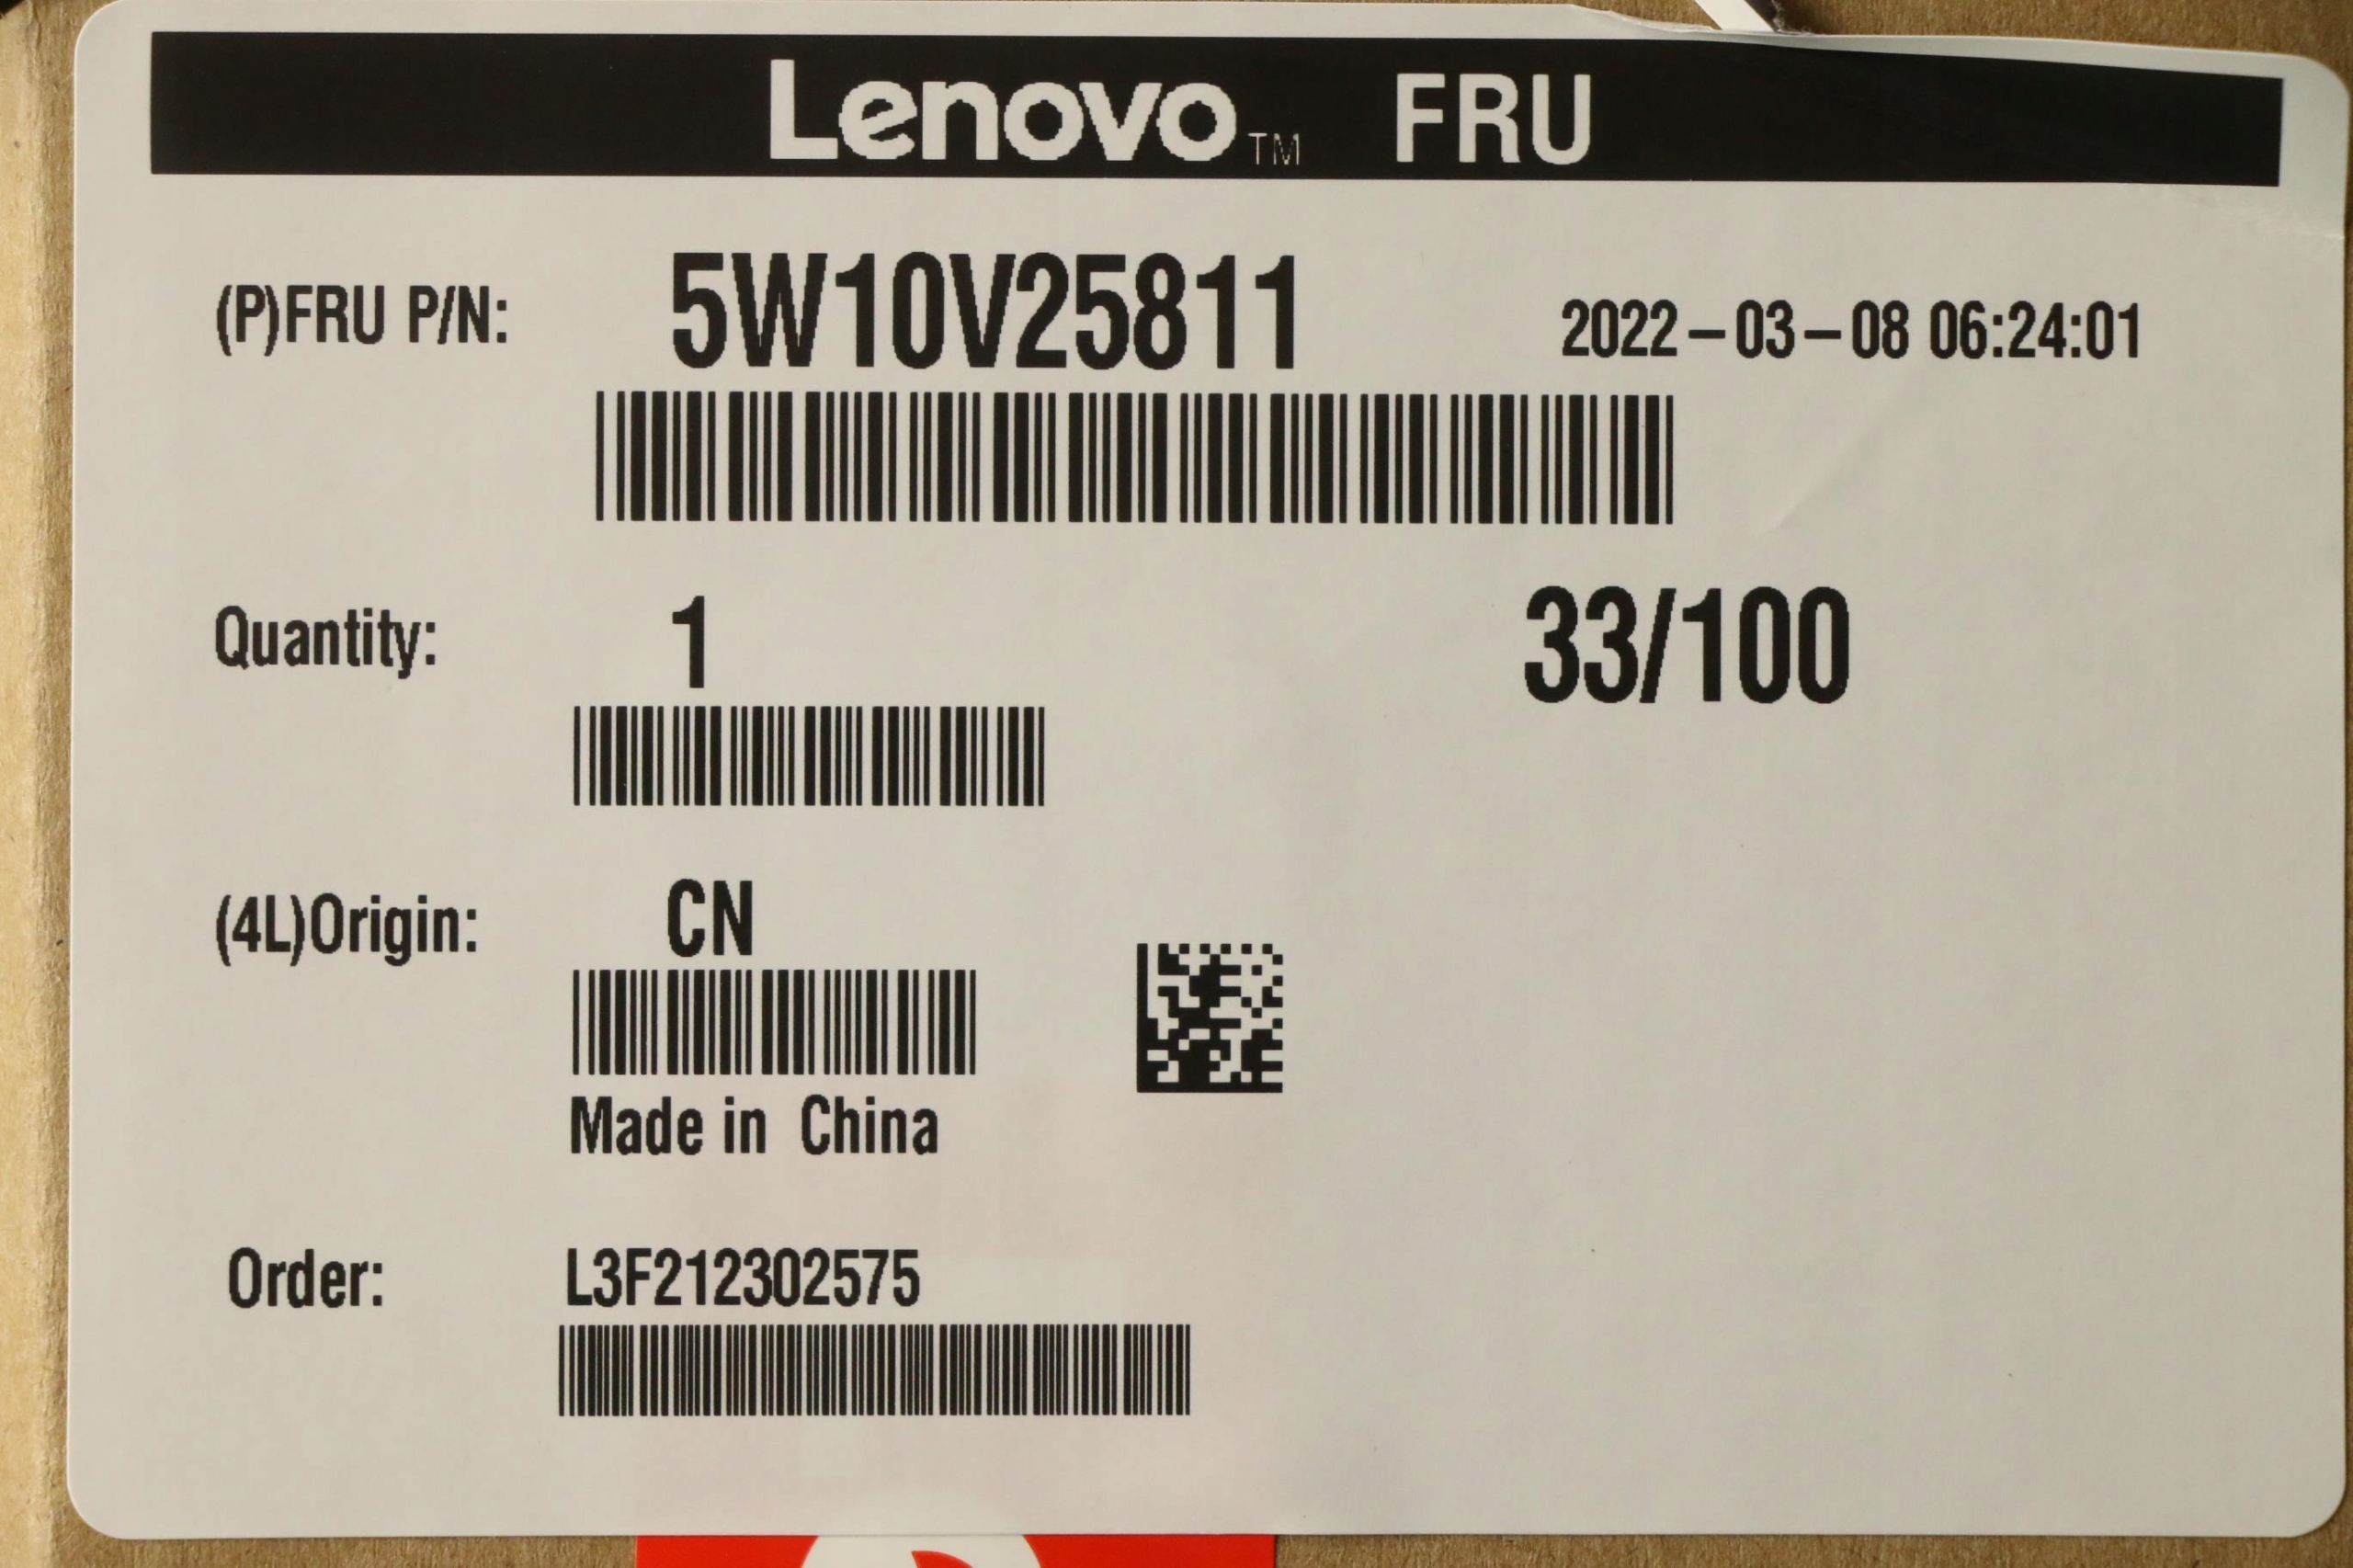 Lenovo™ FRU
(P)FRU P/N: 5W10V25811 2022-03-08 06:24:01
Quantity: 1 33/100
(4L)Origin: CN
Made in China
Order: L3F212302575